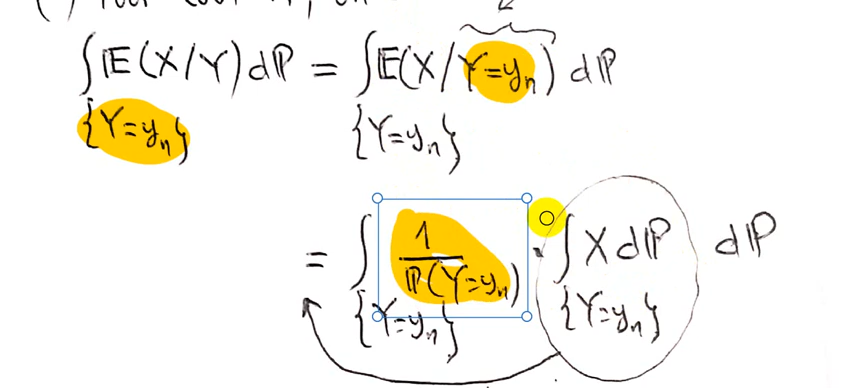 ∫ 𝔼(X/Y) dℙ = ∫ 𝔼(X/Y=yₙ) dℙ
{Y=yₙ} {Y=yₙ}
= ∫ 1/ℙ(Y=yₙ) · ∫ X dℙ dℙ
{Y=yₙ} {Y=yₙ}